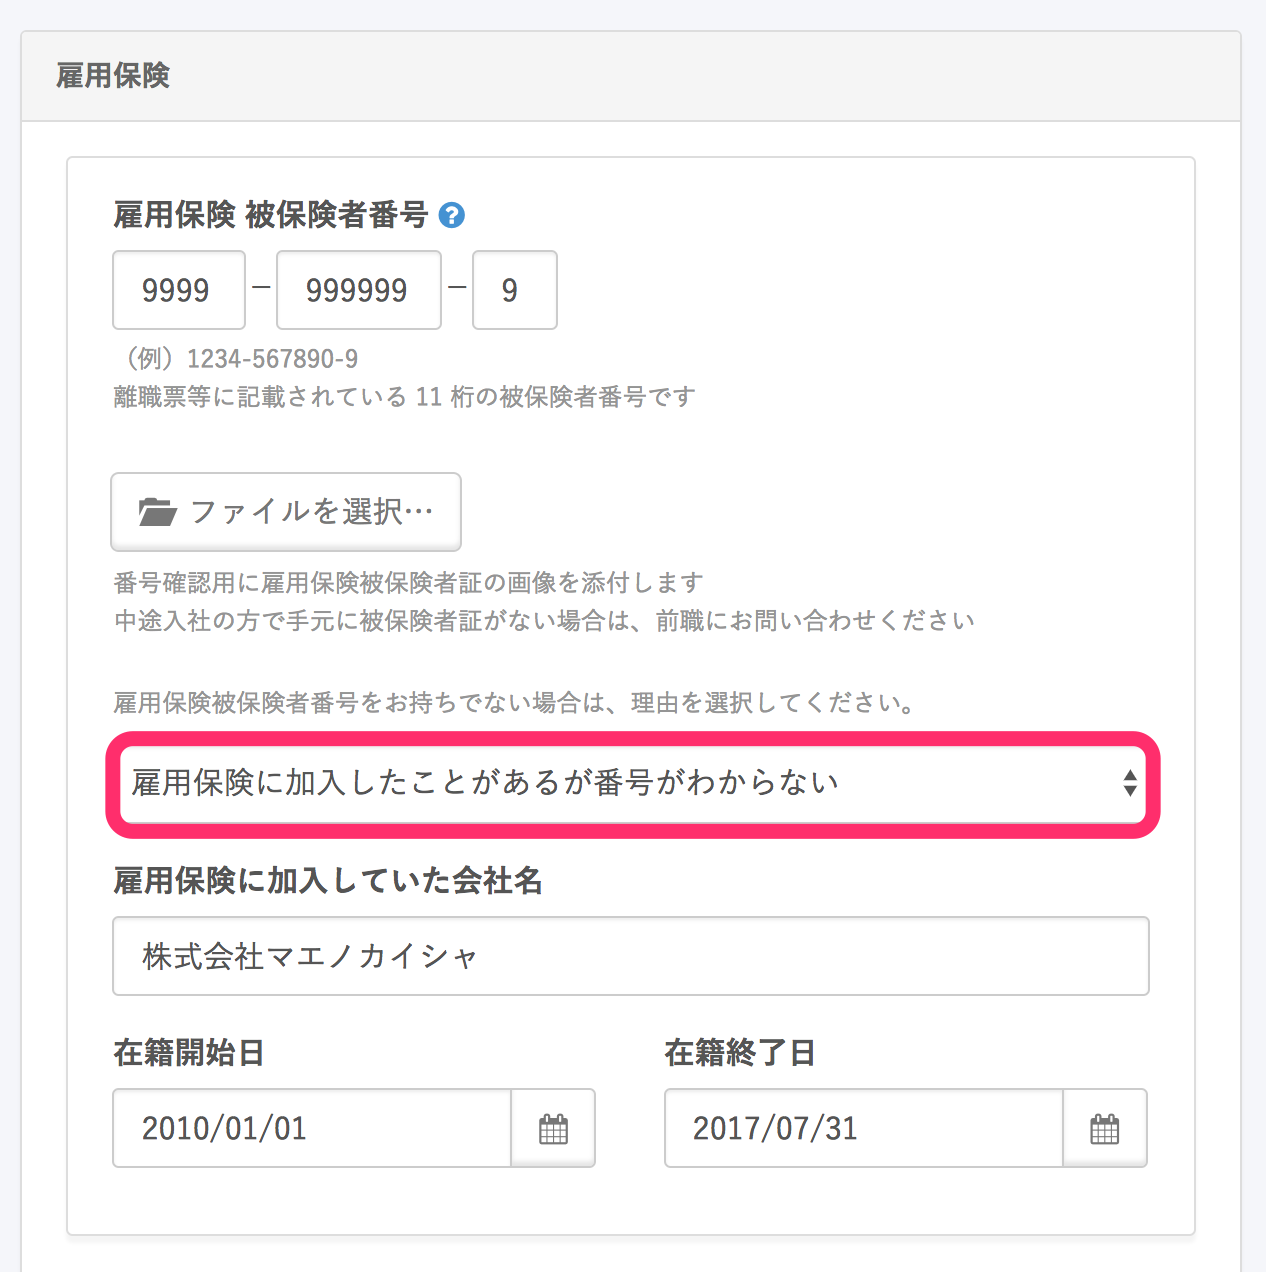 雇用保険
雇用保険 被保険者番号 ?
9999 – 999999 – 9
（例）1234-567890-9
離職票等に記載されている 11 桁の被保険者番号です
ファイルを選択…
番号確認用に雇用保険被保険者証の画像を添付します
中途入社の方で手元に被保険者証がない場合は、前職にお問い合わせください
雇用保険被保険者番号をお持ちでない場合は、理由を選択してください。
雇用保険に加入したことがあるが番号がわからない
雇用保険に加入していた会社名
株式会社マエノカイシャ
在籍開始日 在籍終了日
2010/01/01 2017/07/31